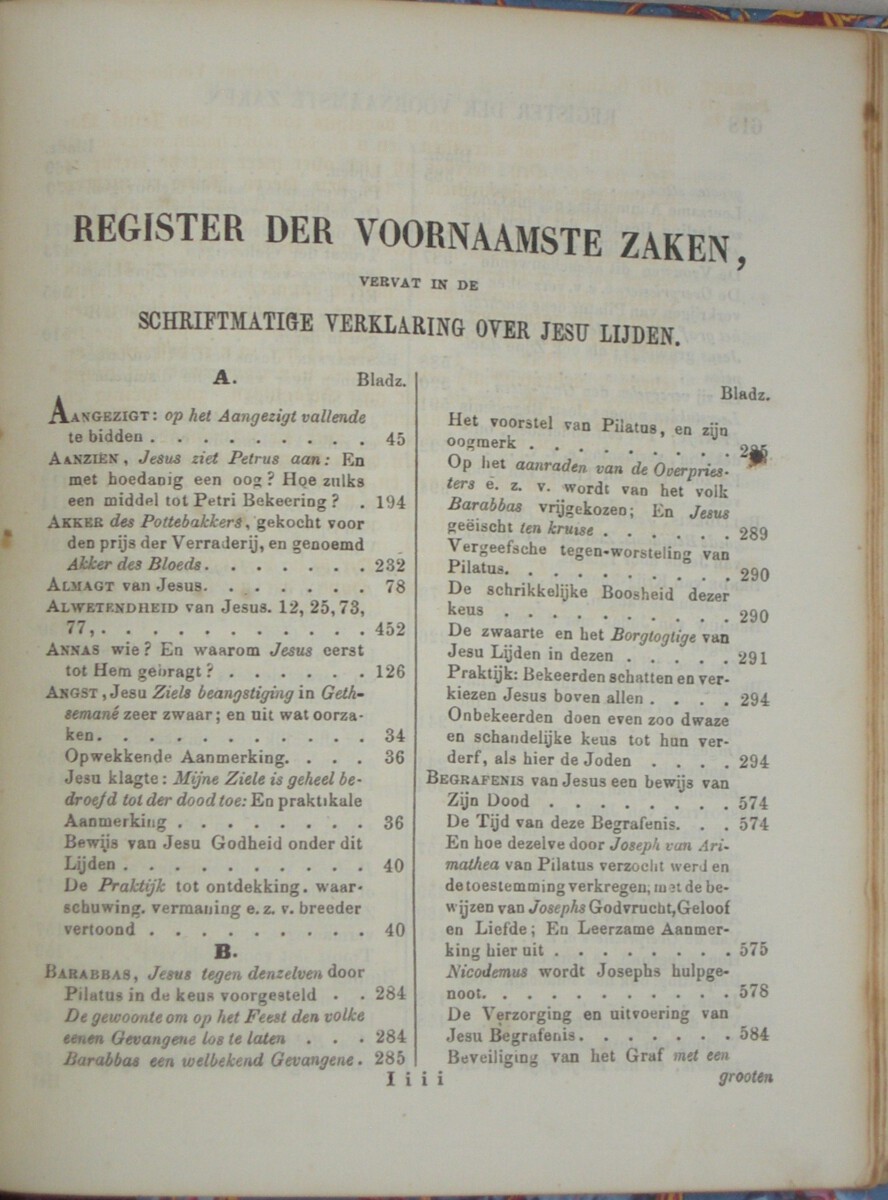 REGISTER DER VOORNAAMSTE ZAKEN,
VERVAT IN DE
SCHRIFTMATIGE VERKLARING OVER JESU LIJDEN.
A. Bladz.
AANGEZIGT: op het Aangezigt vallende
te bidden . . . . . . . . . 45
AANZIEN, Jesus ziet Petrus aan: En
met hoedanig een oog? Hoe zulks
een middel tot Petri Bekeering? . 194
AKKER des Pottebakkers, gekocht voor
den prijs der Verraderij, en genoemd
Akker des Bloeds. . . . . . . 232
ALMAGT van Jesus. . . . . . . 78
ALWETENDHEID van Jesus. 12, 25, 73,
77, . . . . . . . . . . . . 452
ANNAS wie? En waarom Jesus eerst
tot Hem gebragt? . . . . . . 126
ANGST, Jesu Ziels beangstiging in Geth-
semané zeer zwaar; en uit wat oorza-
ken. . . . . . . . . . . . 34
Opwekkende Aanmerking. . . . 36
Jesu klagte: Mijne Ziele is geheel be-
droefd tot der dood toe: En praktikale
Aanmerking . . . . . . . . 36
Bewijs van Jesu Godheid onder dit
Lijden . . . . . . . . . . 40
De Praktijk tot ontdekking. waar-
schuwing. vermaning e. z. v. breeder
vertoond . . . . . . . . . 40
B.
BARABBAS, Jesus tegen denzelven door
Pilatus in de keus voorgesteld . . 284
De gewoonte om op het Feest den volke
eenen Gevangene los te laten . . . 284
Barabbas een welbekend Gevangene. 285
Bladz.
Het voorstel van Pilatus, en zijn
oogmerk . . . . . . . . .
Op het aanraden van de Overpries-
ters e. z. v. wordt van het volk
Barabbas vrijgekozen; En Jesus
geëischt ten kruise . . . . . . 289
Vergeefsche tegen-worsteling van
Pilatus. . . . . . . . . . 290
De schrikkelijke Boosheid dezer
keus . . . . . . . . . . 290
De zwaarte en het Borgtogtige van
Jesu Lijden in dezen . . . . . 291
Praktijk: Bekeerden schatten en ver-
kiezen Jesus boven allen . . . . 294
Onbekeerden doen even zoo dwaze
en schandelijke keus tot hun ver-
derf, als hier de Joden . . . . 294
BEGRAFENIS van Jesus een bewijs van
Zijn Dood . . . . . . . . 574
De Tijd van deze Begrafenis. . . 574
En hoe dezelve door Joseph van Ari-
mathea van Pilatus verzocht werd en
de toestemming verkregen; met de be-
wijzen van Josephs Godvrucht, Geloof
en Liefde; En Leerzame Aanmer-
king hier uit . . . . . . . . 575
Nicodemus wordt Josephs hulpge-
noot. . . . . . . . . . . 578
De Verzorging en uitvoering van
Jesu Begrafenis. . . . . . . 584
Beveiliging van het Graf met een
I i i i grooten